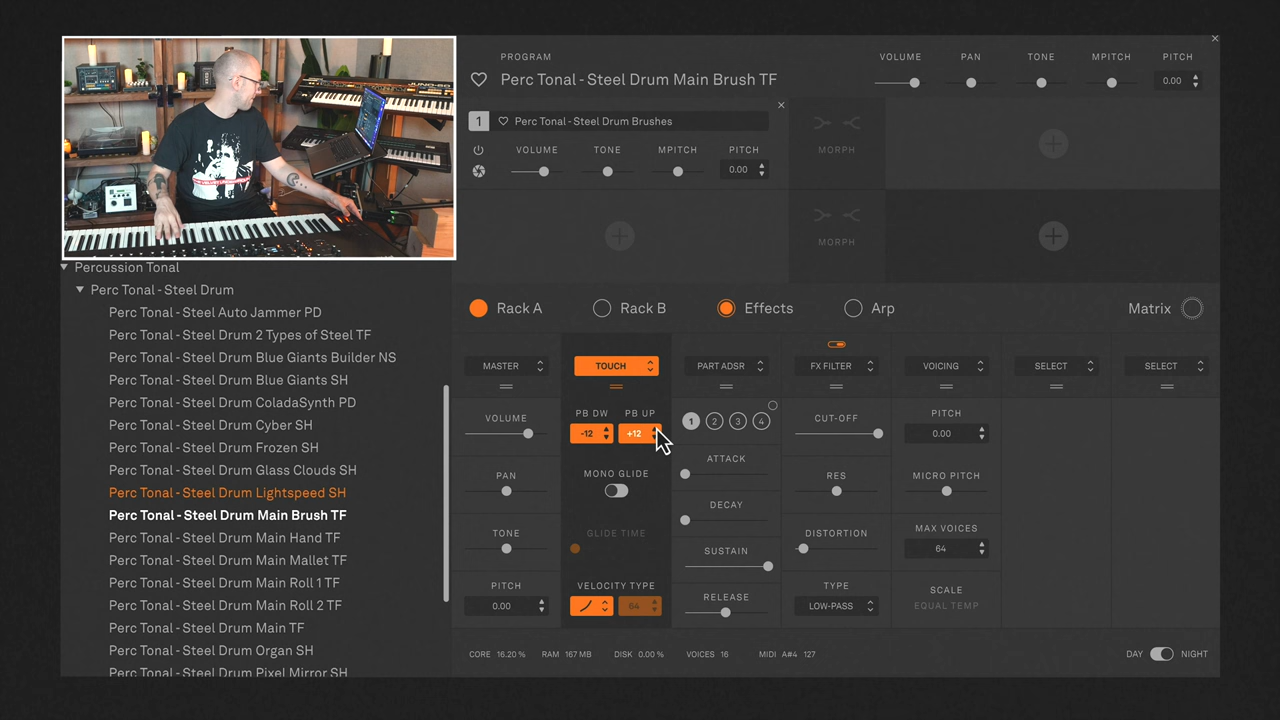 PROGRAM
Perc Tonal - Steel Drum Main Brush TF
VOLUME PAN TONE MPITCH PITCH
0.00
1 Perc Tonal - Steel Drum Brushes
VOLUME TONE MPITCH PITCH
0.00
MORPH
MORPH
Percussion Tonal
Perc Tonal - Steel Drum
Perc Tonal - Steel Auto Jammer PD
Perc Tonal - Steel Drum 2 Types of Steel TF
Perc Tonal - Steel Drum Blue Giants Builder NS
Perc Tonal - Steel Drum Blue Giants SH
Perc Tonal - Steel Drum ColadaSynth PD
Perc Tonal - Steel Drum Cyber SH
Perc Tonal - Steel Drum Frozen SH
Perc Tonal - Steel Drum Glass Clouds SH
Perc Tonal - Steel Drum Lightspeed SH
Perc Tonal - Steel Drum Main Brush TF
Perc Tonal - Steel Drum Main Hand TF
Perc Tonal - Steel Drum Main Mallet TF
Perc Tonal - Steel Drum Main Roll 1 TF
Perc Tonal - Steel Drum Main Roll 2 TF
Perc Tonal - Steel Drum Main TF
Perc Tonal - Steel Drum Organ SH
Perc Tonal - Steel Drum Pixel Mirror SH
Rack A Rack B Effects Arp Matrix
MASTER TOUCH PART ADSR FX FILTER VOICING SELECT SELECT
VOLUME
PAN
TONE
PITCH
0.00
PB DW PB UP
-12 +12
MONO GLIDE
GLIDE TIME
VELOCITY TYPE
64
1 2 3 4
ATTACK
DECAY
SUSTAIN
RELEASE
CUT-OFF
RES
DISTORTION
TYPE
LOW-PASS
PITCH
0.00
MICRO PITCH
MAX VOICES
64
SCALE
EQUAL TEMP
CORE 16.20 % RAM 167 MB DISK 0.00 % VOICES 16 MIDI A#4 127
DAY NIGHT